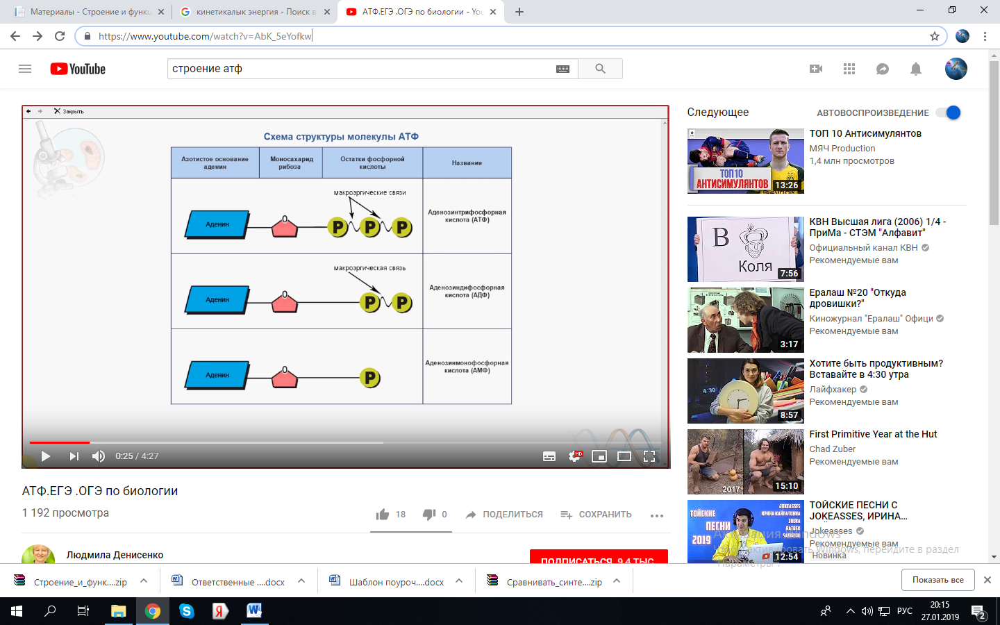 Материалы - Строение и функц
кинетикалык энергия - Поиск в
АТФ.ЕГЭ .ОГЭ по биологии - You
https://www.youtube.com/watch?v=AbK_5eYofkw
YouTube
строение атф
Закрыть
Схема структуры молекулы АТФ
Азотистое основание аденин
Моносахарид рибоза
Остатки фосфорной кислоты
Название
макроэргические связи
Аденин
O
P P P
Аденозинтрифосфорная
кислота (АТФ)
макроэргическая связь
Аденин
O
P P
Аденозиндифосфорная
кислота (АДФ)
Аденин
O
P
Аденозинмонофосфорная
кислота (АМФ)
0:25 / 4:27
HD
АТФ.ЕГЭ .ОГЭ по биологии
1 192 просмотра
18
0
ПОДЕЛИТЬСЯ
СОХРАНИТЬ
Людмила Денисенко
ПОДПИСАТЬСЯ 9,4 ТЫС.
Следующее
АВТОВОСПРОИЗВЕДЕНИЕ
ТОП 10
АНТИСИМУЛЯНТОВ
13:26
ТОП 10 Антисимулянтов
МЯЧ Production
1,4 млн просмотров
В
Коля
7:56
КВН Высшая лига (2006) 1/4 -
ПриМа - СТЭМ "Алфавит"
Официальный канал КВН
Рекомендуемые вам
3:17
Ералаш №20 "Откуда
дровишки?"
Киножурнал "Ералаш" Офици
Рекомендуемые вам
4:30
8:57
Хотите быть продуктивным?
Вставайте в 4:30 утра
Лайфхакер
Рекомендуемые вам
2017
15:10
First Primitive Year at the Hut
Chad Zuber
Рекомендуемые вам
ТОЙСКИЕ
ПЕСНИ
2019
JOKEASSES
ИРИНА КАЙРАТОВНА
ZHEKA
RATBEK
12:54
ТОЙСКИЕ ПЕСНИ С
JOKEASSES, ИРИНА...
Jokeasses
Рекомендуемые вам
Новинка
Активация Windows
Чтобы активировать Windows, перейдите в раздел
"Параметры".
Строение_и_функ....zip
Ответственные ....docx
Шаблон поуроч....docx
Сравнивать_синте....zip
Показать все
РУС
20:15
27.01.2019
2